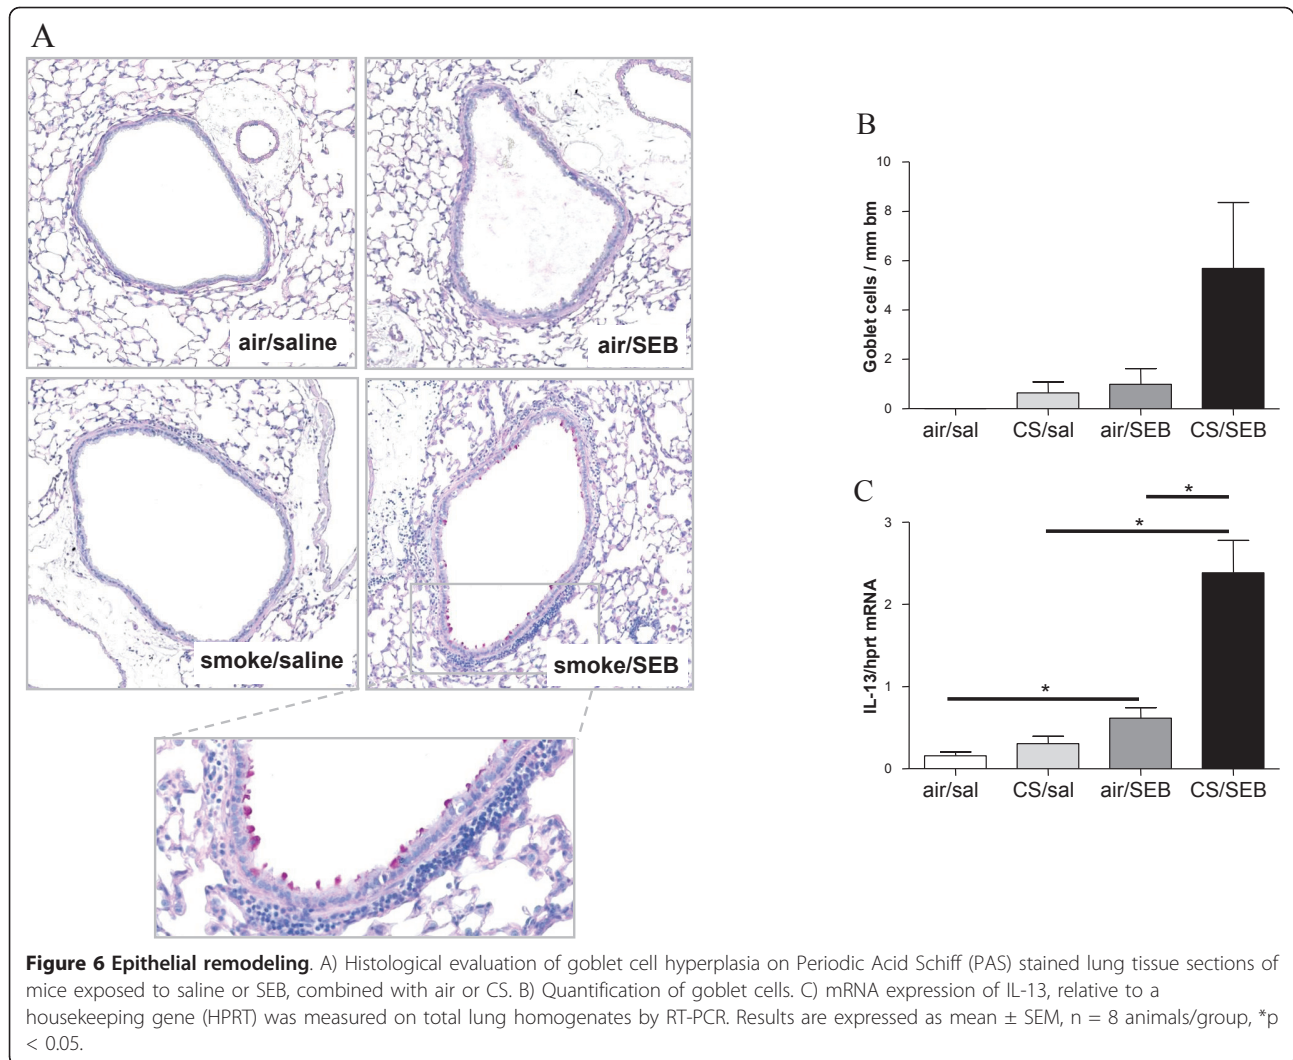 A
air/saline
air/SEB
smoke/saline
smoke/SEB
B
Goblet cells / mm bm
10
8
6
4
2
0
air/sal CS/sal air/SEB CS/SEB
C
IL-13/hprt mRNA
3
2
1
0
*
*
*
air/sal CS/sal air/SEB CS/SEB
Figure 6 Epithelial remodeling. A) Histological evaluation of goblet cell hyperplasia on Periodic Acid Schiff (PAS) stained lung tissue sections of
mice exposed to saline or SEB, combined with air or CS. B) Quantification of goblet cells. C) mRNA expression of IL-13, relative to a
housekeeping gene (HPRT) was measured on total lung homogenates by RT-PCR. Results are expressed as mean ± SEM, n = 8 animals/group, *p
< 0.05.